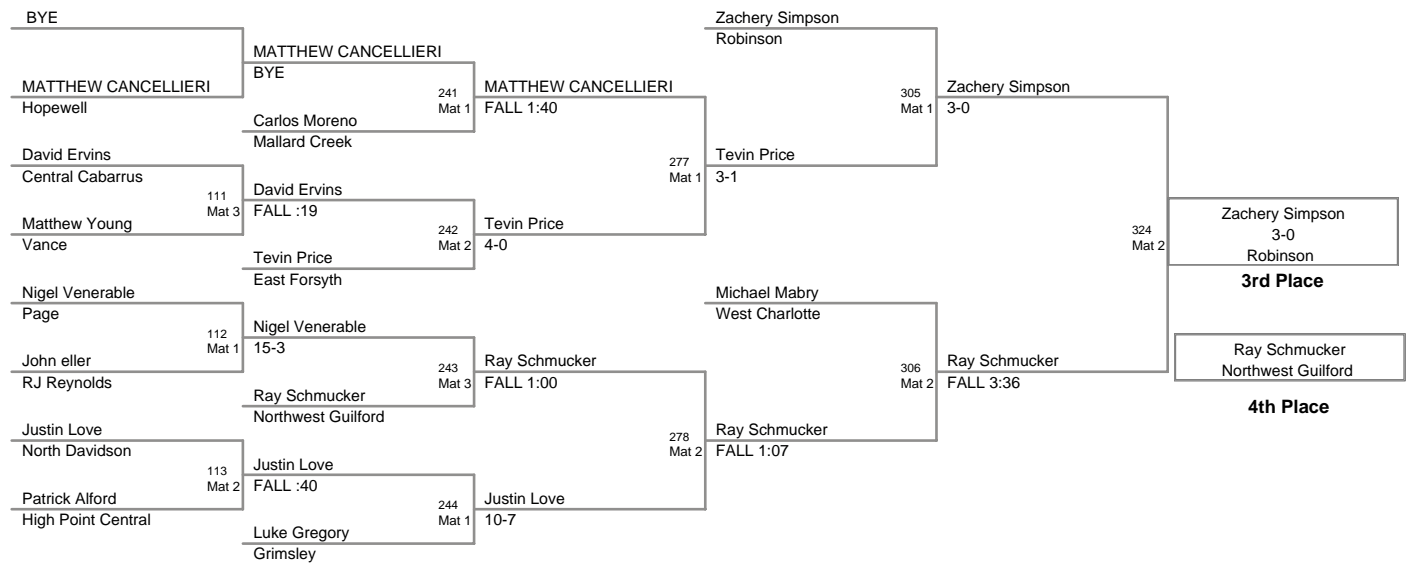 BYE
MATTHEW CANCELLIERI
Hopewell
David Ervins
Central Cabarrus
111
Mat 3
Matthew Young
Vance
Nigel Venerable
Page
112
Mat 1
John eller
RJ Reynolds
Justin Love
North Davidson
113
Mat 2
Patrick Alford
High Point Central
MATTHEW CANCELLIERI
BYE
241
Mat 1
Carlos Moreno
Mallard Creek
David Ervins
FALL :19
242
Mat 2
Tevin Price
East Forsyth
Nigel Venerable
15-3
243
Mat 3
Ray Schmucker
Northwest Guilford
Justin Love
FALL :40
244
Mat 1
Luke Gregory
Grimsley
MATTHEW CANCELLIERI
FALL 1:40
277
Mat 1
Tevin Price
4-0
Ray Schmucker
FALL 1:00
278
Mat 2
Justin Love
10-7
Zachery Simpson
Robinson
305
Mat 1
Tevin Price
3-1
Michael Mabry
West Charlotte
306
Mat 2
Ray Schmucker
FALL 1:07
Zachery Simpson
3-0
324
Mat 2
Ray Schmucker
FALL 3:36
Zachery Simpson
3-0
Robinson
3rd Place
Ray Schmucker
Northwest Guilford
4th Place